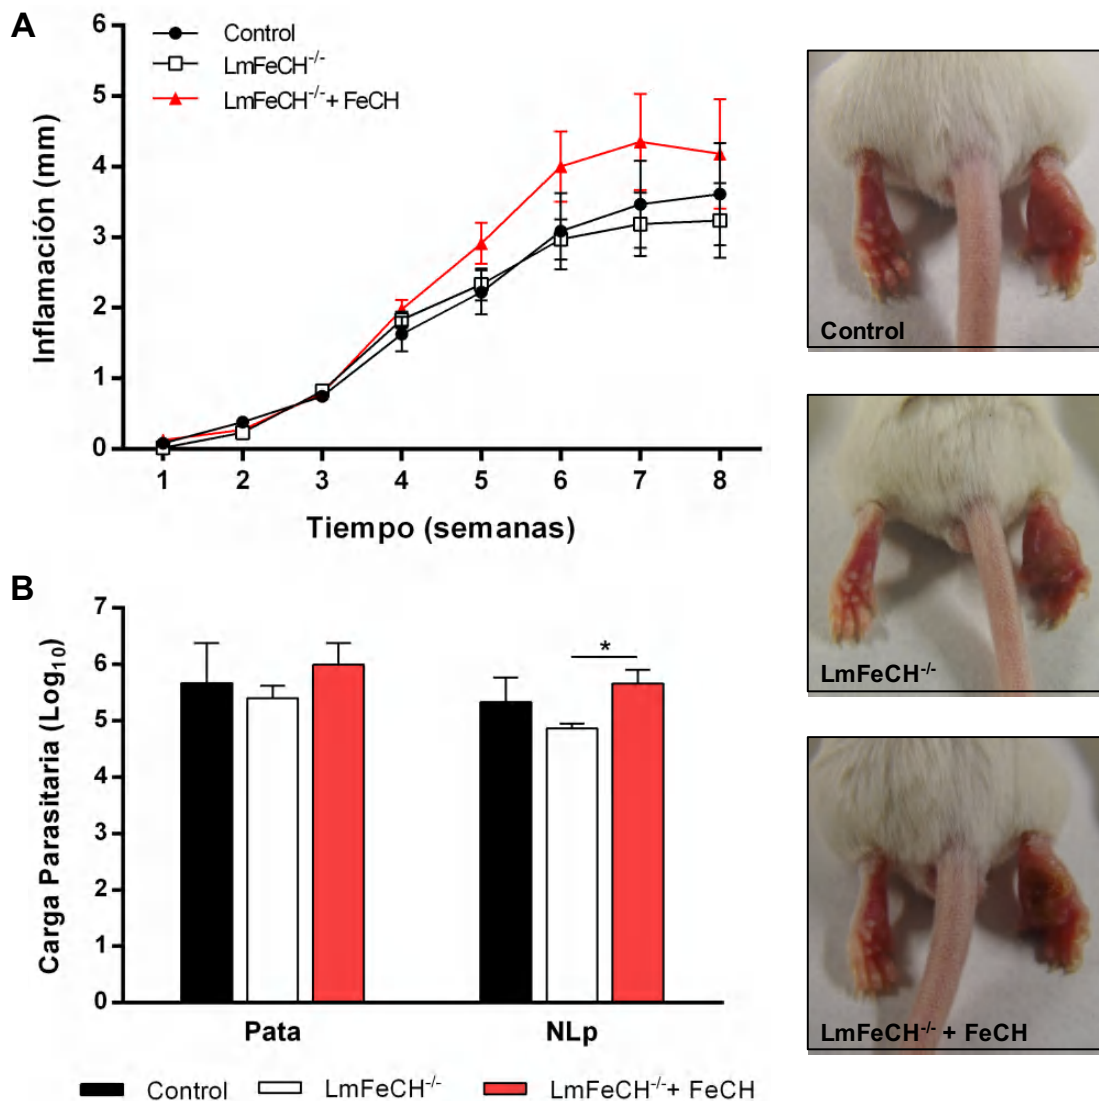 A
6
5
4
3
2
1
0
Inflamación (mm)
Control
LmFeCH-/-
LmFeCH-/-+ FeCH
1 2 3 4 5 6 7 8
Tiempo (semanas)
Control
LmFeCH-/-
LmFeCH-/- + FeCH
B
7
6
5
4
3
2
1
0
Carga Parasitaria (Log10)
*
Pata NLp
Control LmFeCH-/- LmFeCH-/-+ FeCH